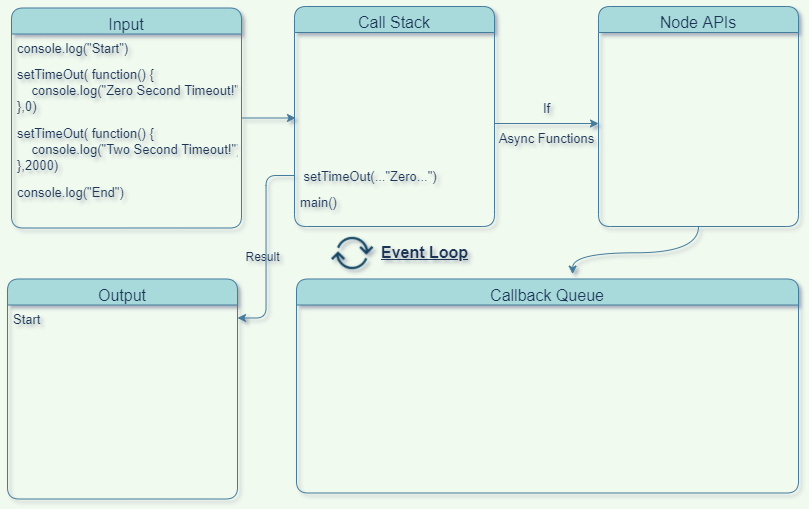 Input
console.log("Start")
setTimeOut( function() {
console.log("Zero Second Timeout!"
},0)
setTimeOut( function() {
console.log("Two Second Timeout!")
},2000)
console.log("End")
Call Stack
setTimeOut(..."Zero...")
main()
If
Async Functions
Node APIs
Result
Event Loop
Output
Start
Callback Queue